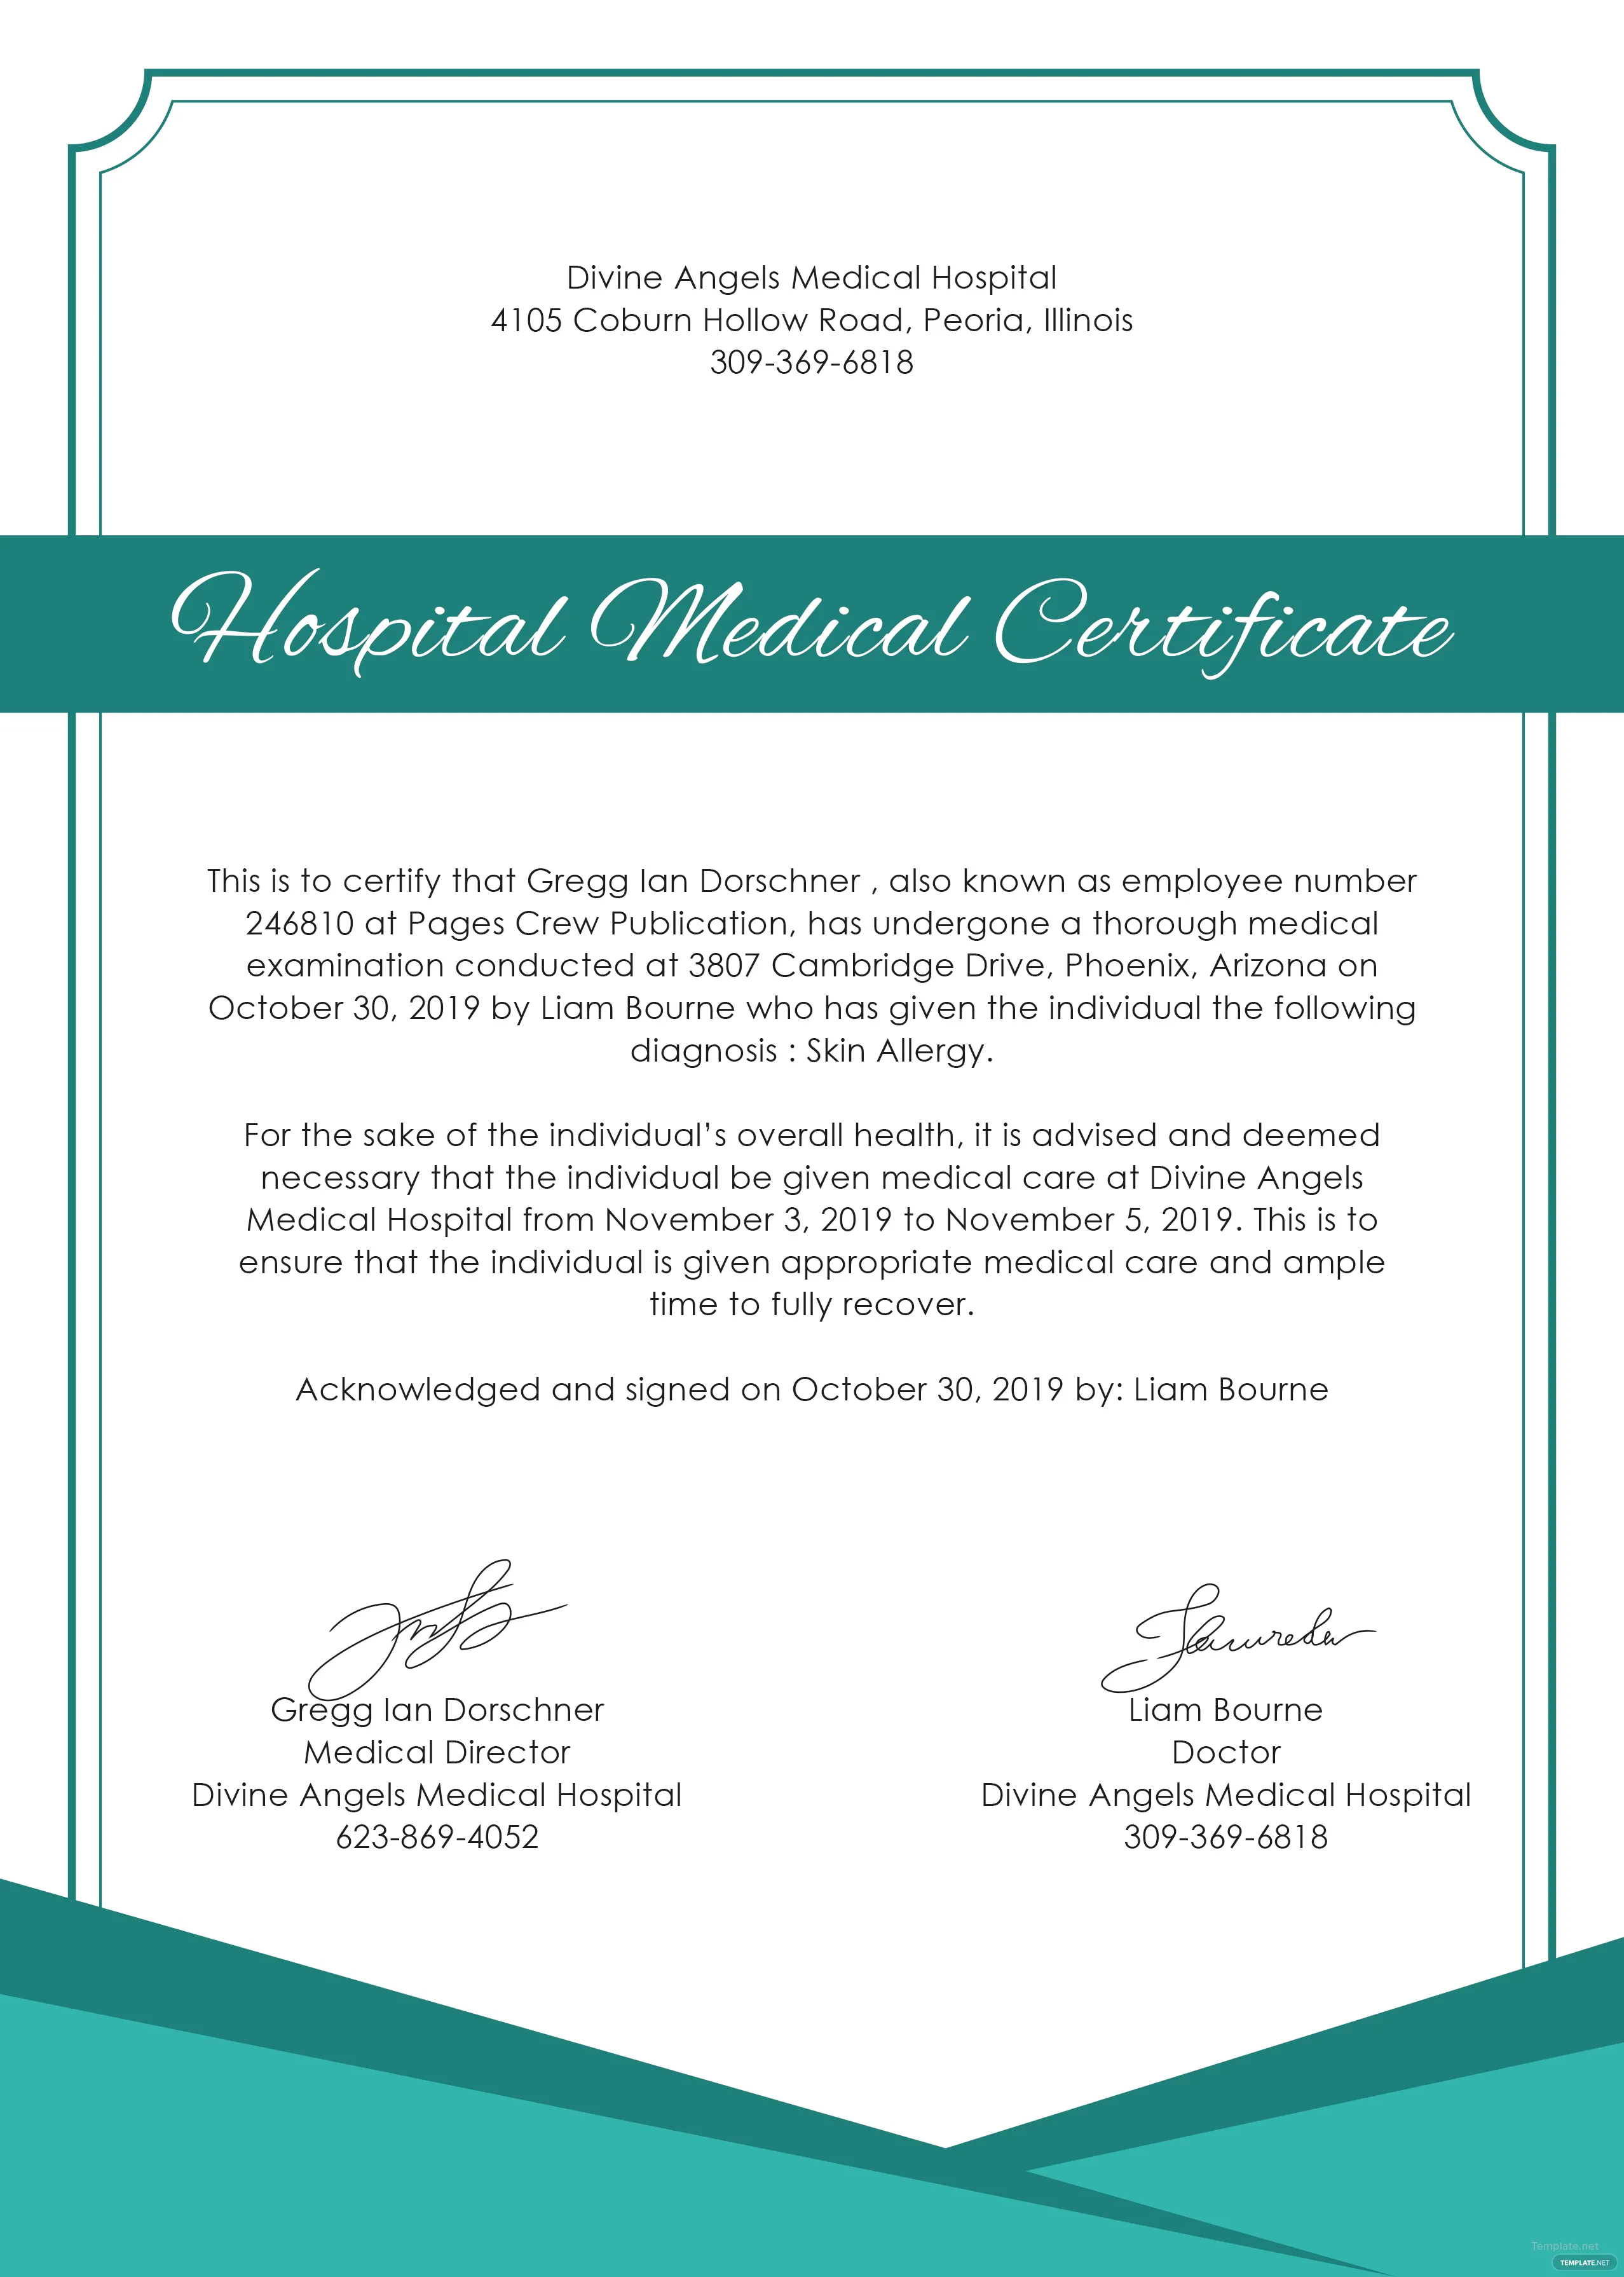 Divine Angels Medical Hospital
4105 Coburn Hollow Road, Peoria, Illinois
309-369-6818
Hospital Medical Certificate
This is to certify that Gregg Ian Dorschner , also known as employee number
246810 at Pages Crew Publication, has undergone a thorough medical
examination conducted at 3807 Cambridge Drive, Phoenix, Arizona on
October 30, 2019 by Liam Bourne who has given the individual the following
diagnosis : Skin Allergy.
For the sake of the individual’s overall health, it is advised and deemed
necessary that the individual be given medical care at Divine Angels
Medical Hospital from November 3, 2019 to November 5, 2019. This is to
ensure that the individual is given appropriate medical care and ample
time to fully recover.
Acknowledged and signed on October 30, 2019 by: Liam Bourne
Gregg Ian Dorschner
Medical Director
Divine Angels Medical Hospital
623-869-4052
Liam Bourne
Doctor
Divine Angels Medical Hospital
309-369-6818
Template.net
TEMPLATE.NET